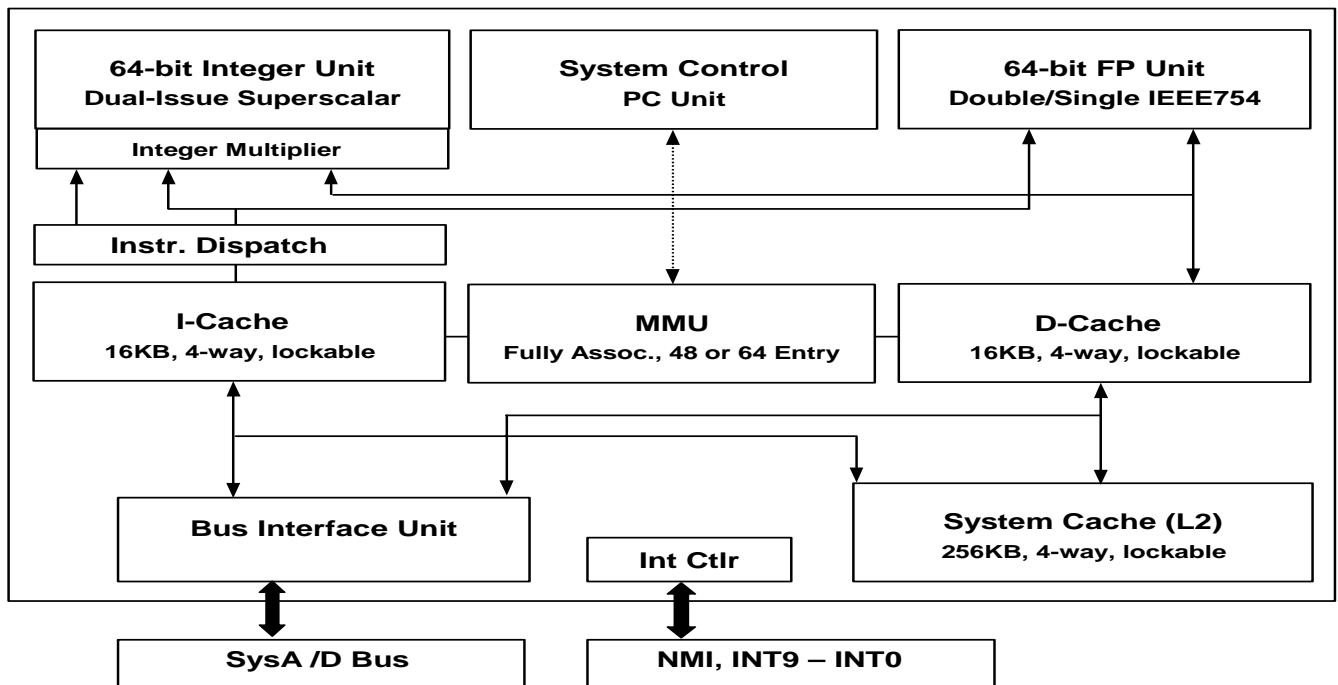 64-bit Integer Unit
Dual-Issue Superscalar
Integer Multiplier
System Control
PC Unit
64-bit FP Unit
Double/Single IEEE754
Instr. Dispatch
I-Cache
16KB, 4-way, lockable
MMU
Fully Assoc., 48 or 64 Entry
D-Cache
16KB, 4-way, lockable
Bus Interface Unit
Int Ctlr
System Cache (L2)
256KB, 4-way, lockable
SysA /D Bus
NMI, INT9 – INT0